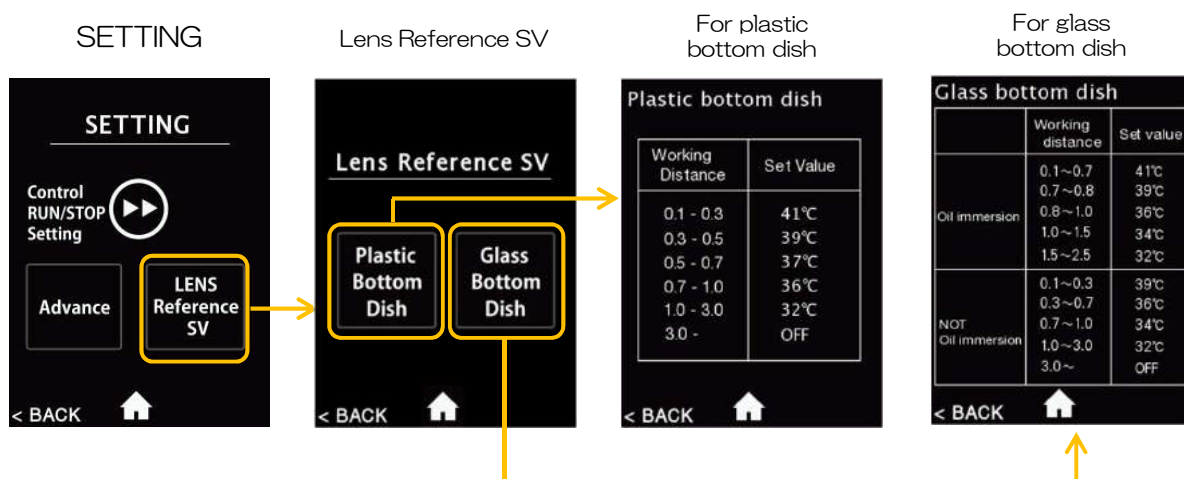 SETTING
SETTING
Control
RUN/STOP
Setting
Advance
LENS
Reference
SV
< BACK
Lens Reference SV
Lens Reference SV
Plastic
Bottom
Dish
Glass
Bottom
Dish
< BACK
For plastic
bottom dish
Plastic bottom dish
Working
Distance
Set Value
0.1 - 0.3 41℃
0.3 - 0.5 39℃
0.5 - 0.7 37℃
0.7 - 1.0 36℃
1.0 - 3.0 32℃
3.0 - OFF
< BACK
For glass
bottom dish
Glass bottom dish
Working
distance
Set value
Oil immersion
0.1～0.7 41℃
0.7～0.8 39℃
0.8～1.0 36℃
1.0～1.5 34℃
1.5～2.5 32℃
NOT
Oil immersion
0.1～0.3 39℃
0.3～0.7 36℃
0.7～1.0 34℃
1.0～3.0 32℃
3.0～ OFF
< BACK